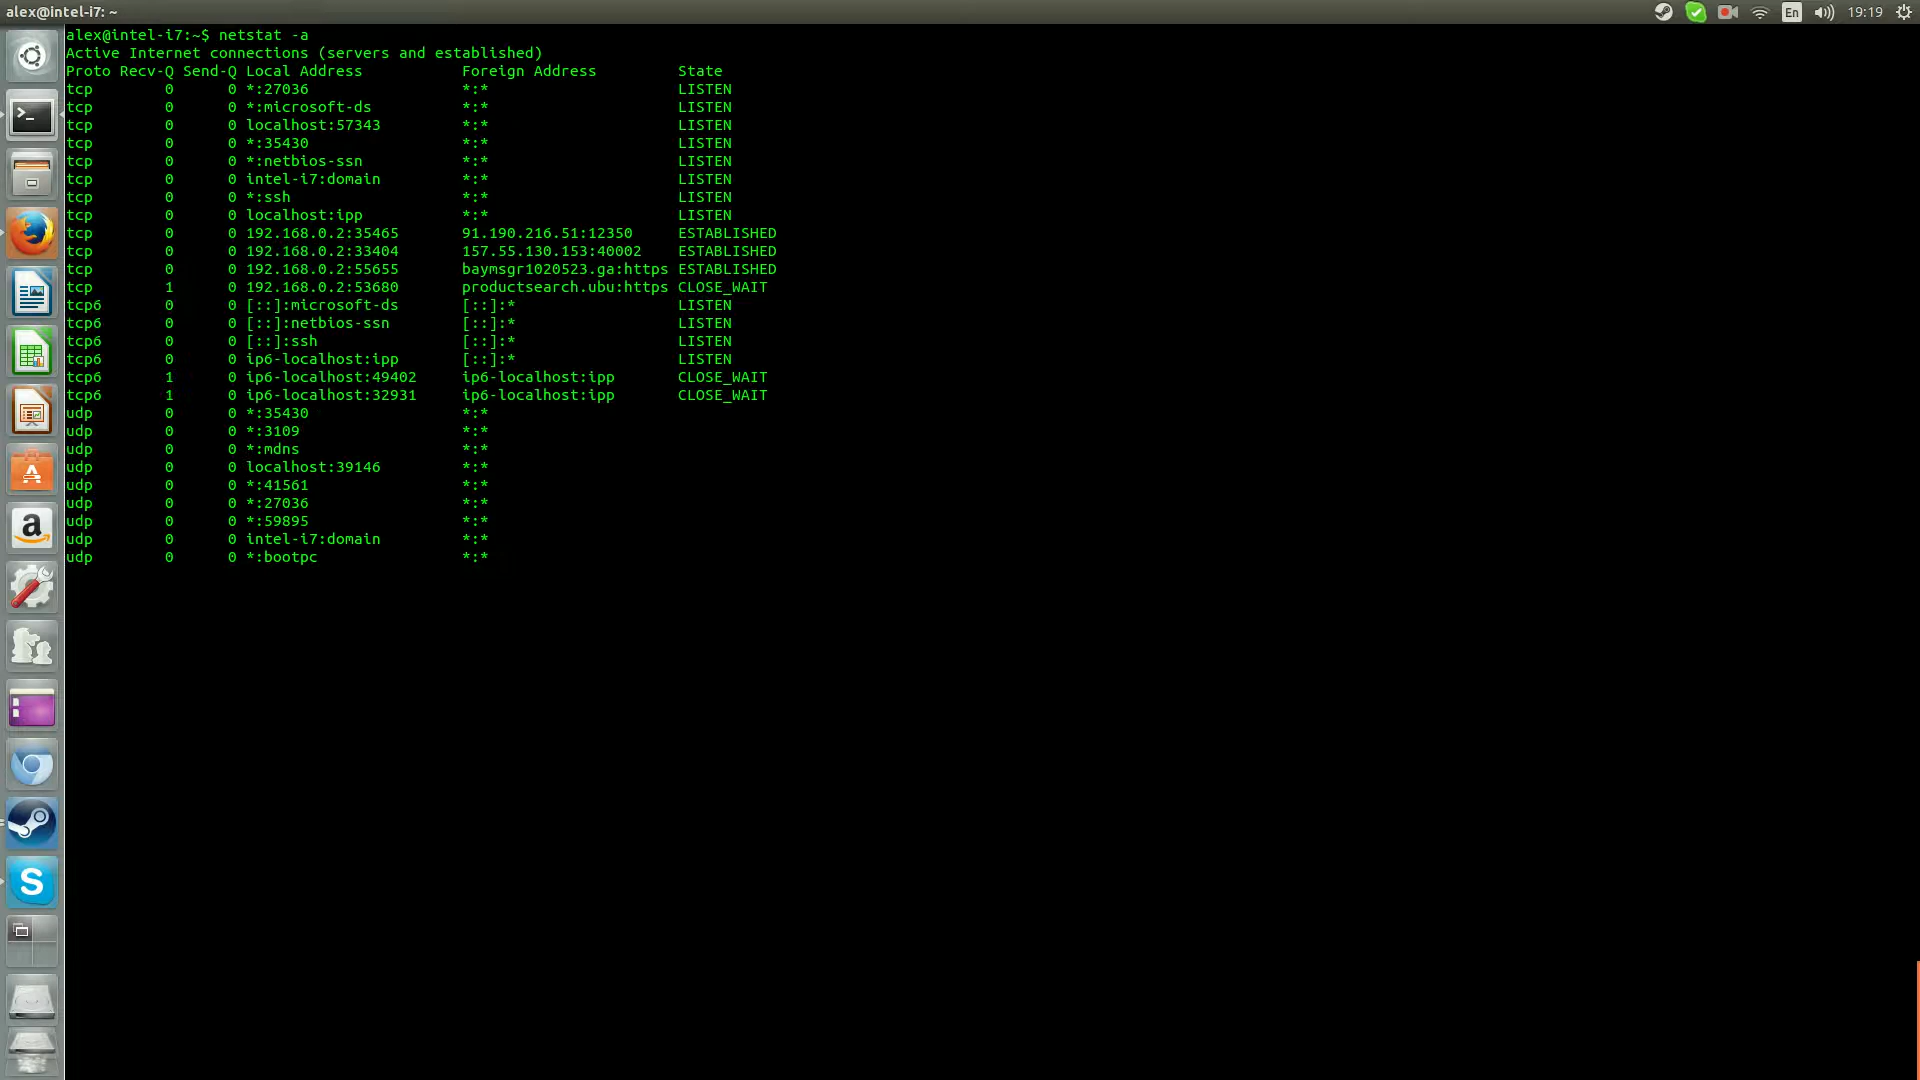 alex@intel-i7: ~
En
19:19
alex@intel-i7:~$ netstat -a
Active Internet connections (servers and established)
Proto Recv-Q Send-Q Local Address           Foreign Address         State
tcp        0      0 *:27036                 *:*                     LISTEN
tcp        0      0 *:microsoft-ds          *:*                     LISTEN
tcp        0      0 localhost:57343         *:*                     LISTEN
tcp        0      0 *:35430                 *:*                     LISTEN
tcp        0      0 *:netbios-ssn           *:*                     LISTEN
tcp        0      0 intel-i7:domain         *:*                     LISTEN
tcp        0      0 *:ssh                   *:*                     LISTEN
tcp        0      0 localhost:ipp           *:*                     LISTEN
tcp        0      0 192.168.0.2:35465       91.190.216.51:12350     ESTABLISHED
tcp        0      0 192.168.0.2:33404       157.55.130.153:40002    ESTABLISHED
tcp        0      0 192.168.0.2:55655       baymsgr1020523.ga:https ESTABLISHED
tcp        1      0 192.168.0.2:53680       productsearch.ubu:https CLOSE_WAIT
tcp6       0      0 [::]:microsoft-ds       [::]:*                  LISTEN
tcp6       0      0 [::]:netbios-ssn        [::]:*                  LISTEN
tcp6       0      0 [::]:ssh                [::]:*                  LISTEN
tcp6       0      0 ip6-localhost:ipp       [::]:*                  LISTEN
tcp6       1      0 ip6-localhost:49402     ip6-localhost:ipp       CLOSE_WAIT
tcp6       1      0 ip6-localhost:32931     ip6-localhost:ipp       CLOSE_WAIT
udp        0      0 *:35430                 *:*
udp        0      0 *:3109                  *:*
udp        0      0 *:mdns                  *:*
udp        0      0 localhost:39146         *:*
udp        0      0 *:41561                 *:*
udp        0      0 *:27036                 *:*
udp        0      0 *:59895                 *:*
udp        0      0 intel-i7:domain         *:*
udp        0      0 *:bootpc                *:*